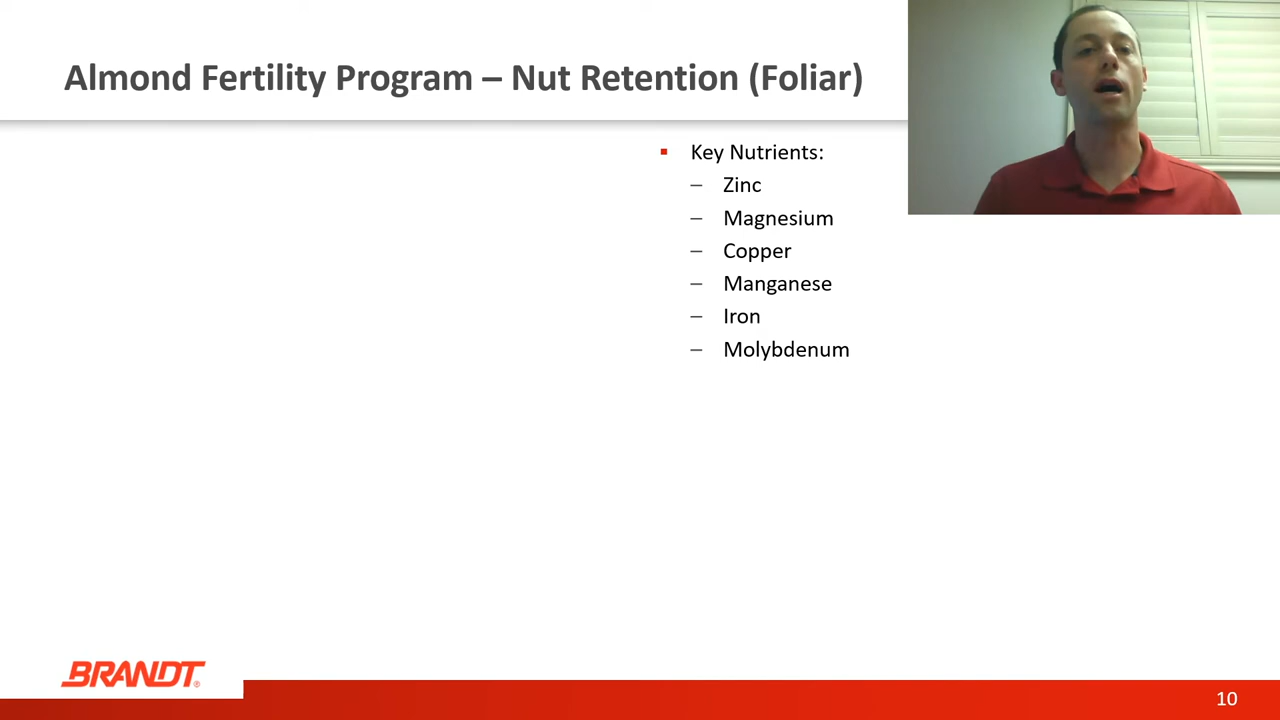 Almond Fertility Program – Nut Retention (Foliar)
▪ Key Nutrients:
– Zinc
– Magnesium
– Copper
– Manganese
– Iron
– Molybdenum
BRANDT®
10